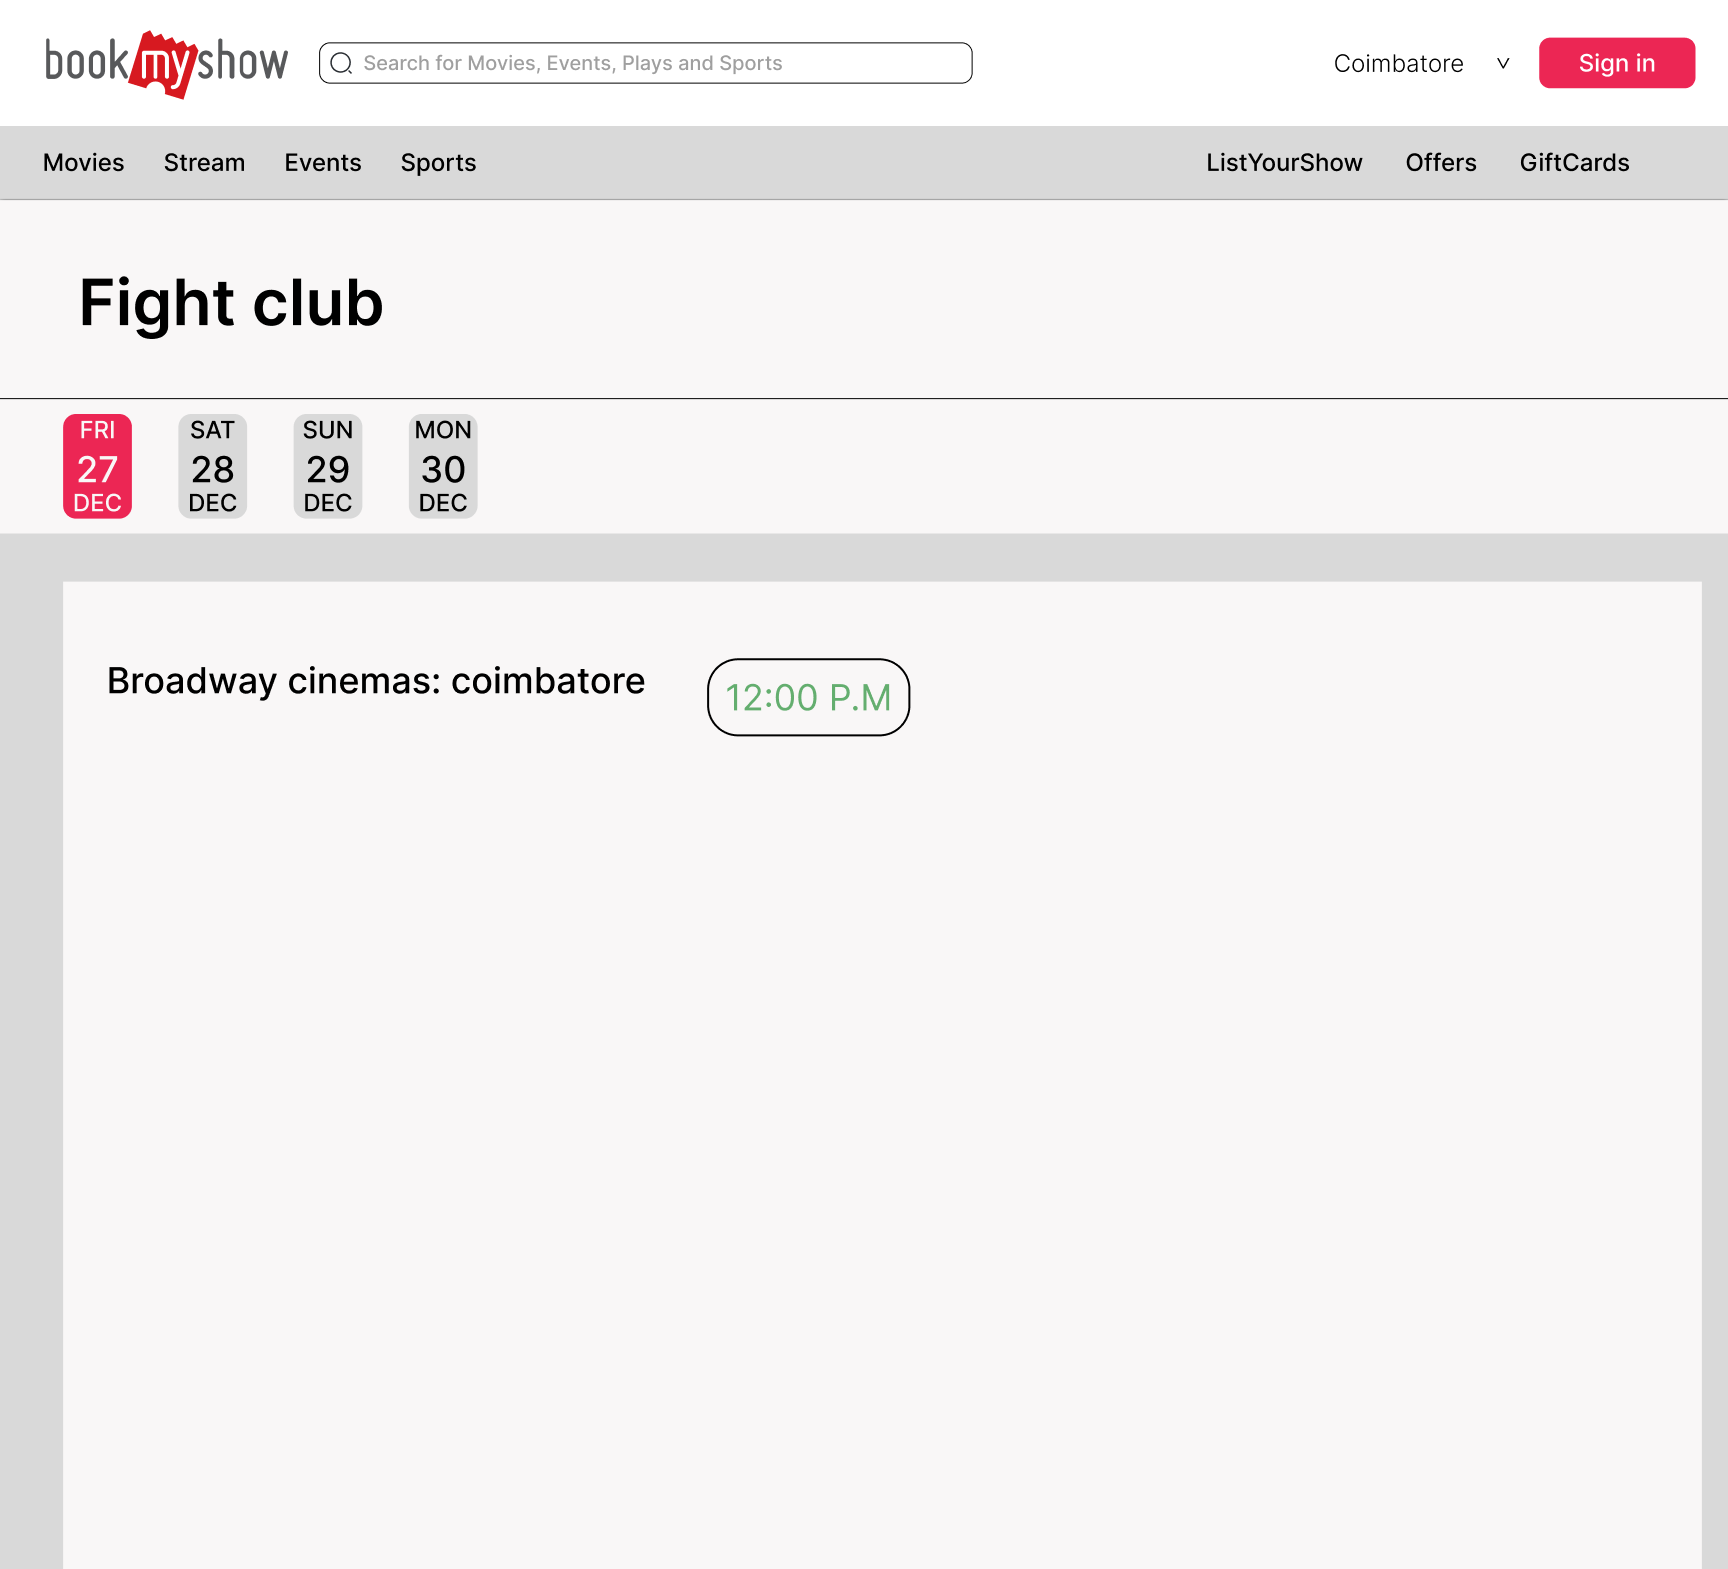 bookmyshow
Search for Movies, Events, Plays and Sports
Coimbatore
Sign in
Movies Stream Events Sports ListYourShow Offers GiftCards
Fight club
FRI SAT SUN MON
27 28 29 30
DEC DEC DEC DEC
Broadway cinemas: coimbatore
12:00 P.M